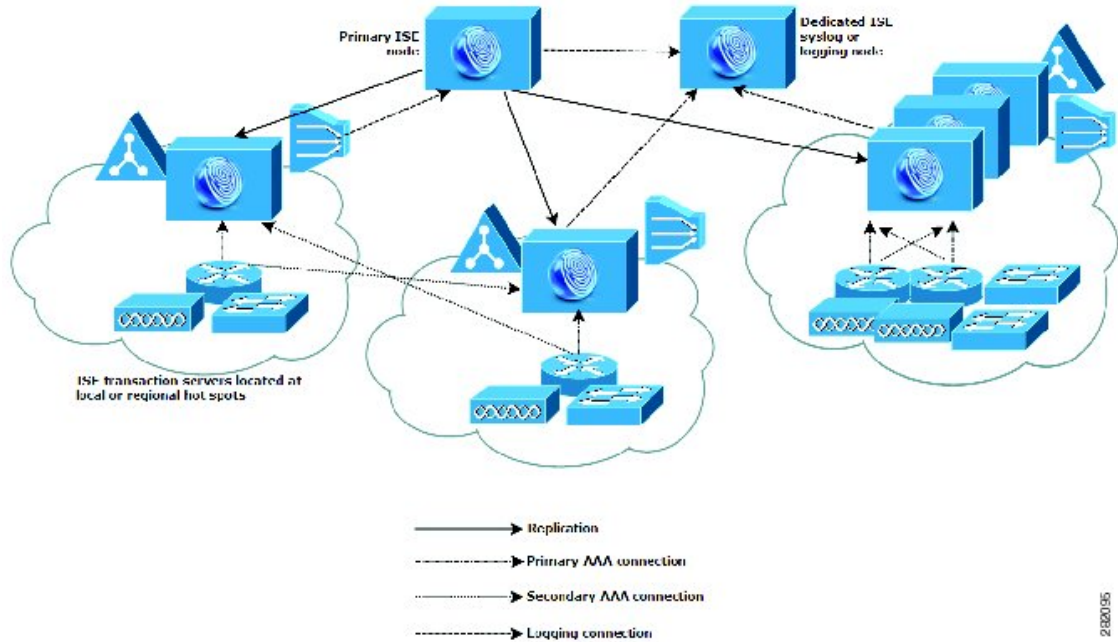 Primary ISE
node
Dedicated ISE
syslog or
logging node
ISE transaction servers located at
local or regional hot spots
Replication
Primary AAA connection
Secondary AAA connection
Logging connection
282095